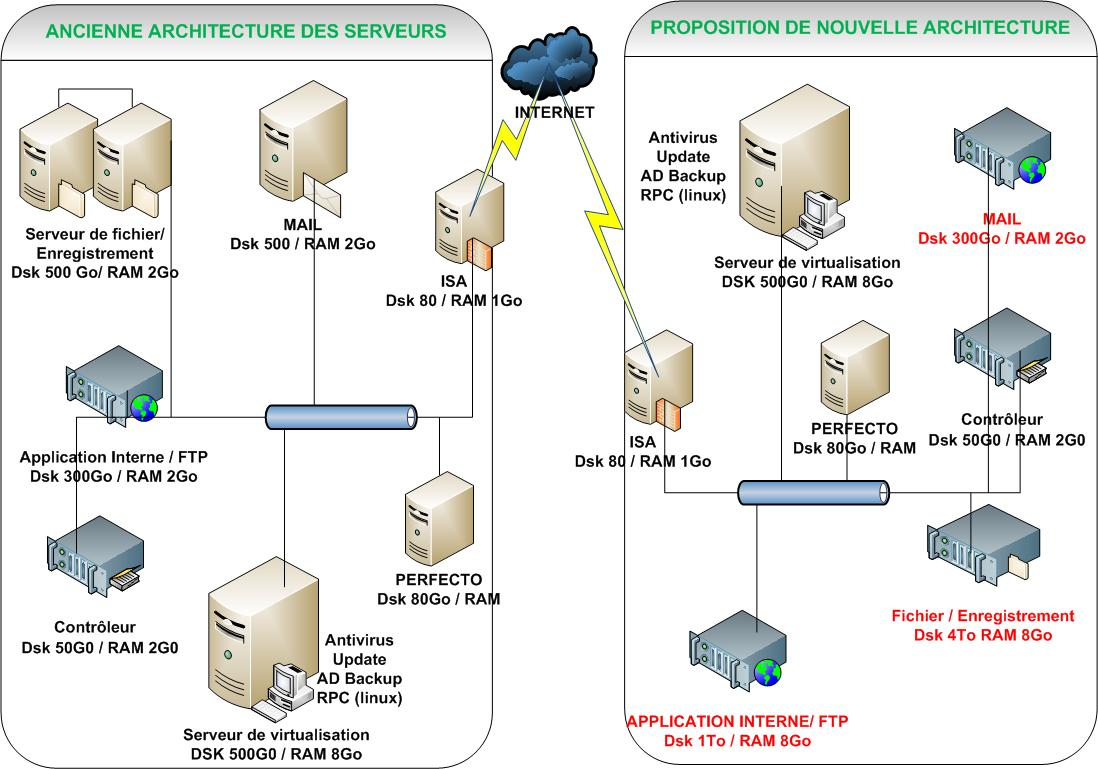 ANCIENNE ARCHITECTURE DES SERVEURS
Serveur de fichier/
Enregistrement
Dsk 500 Go/ RAM 2Go
MAIL
Dsk 500 / RAM 2Go
ISA
Dsk 80 / RAM 1Go
Application Interne / FTP
Dsk 300Go / RAM 2Go
Contrôleur
Dsk 50G0 / RAM 2G0
PERFECTO
Dsk 80Go / RAM
Antivirus
Update
AD Backup
RPC (linux)
Serveur de virtualisation
DSK 500G0 / RAM 8Go
INTERNET
PROPOSITION DE NOUVELLE ARCHITECTURE
Antivirus
Update
AD Backup
RPC (linux)
Serveur de virtualisation
DSK 500G0 / RAM 8Go
MAIL
Dsk 300Go / RAM 2Go
ISA
Dsk 80 / RAM 1Go
PERFECTO
Dsk 80Go / RAM
Contrôleur
Dsk 50G0 / RAM 2G0
Fichier / Enregistrement
Dsk 4To RAM 8Go
APPLICATION INTERNE/ FTP
Dsk 1To / RAM 8Go